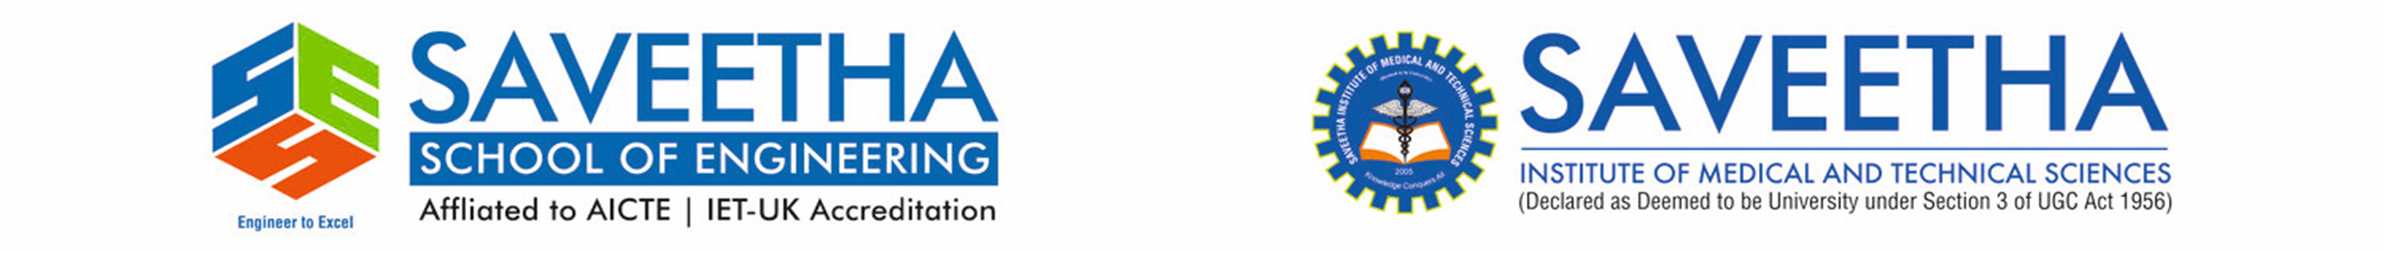 SES
Engineer to Excel
SAVEETHA
SCHOOL OF ENGINEERING
Affliated to AICTE | IET-UK Accreditation
SAVEETHA INSTITUTE OF MEDICAL AND TECHNICAL SCIENCES
2005
Knowledge Conquers All
SAVEETHA
INSTITUTE OF MEDICAL AND TECHNICAL SCIENCES
(Declared as Deemed to be University under Section 3 of UGC Act 1956)